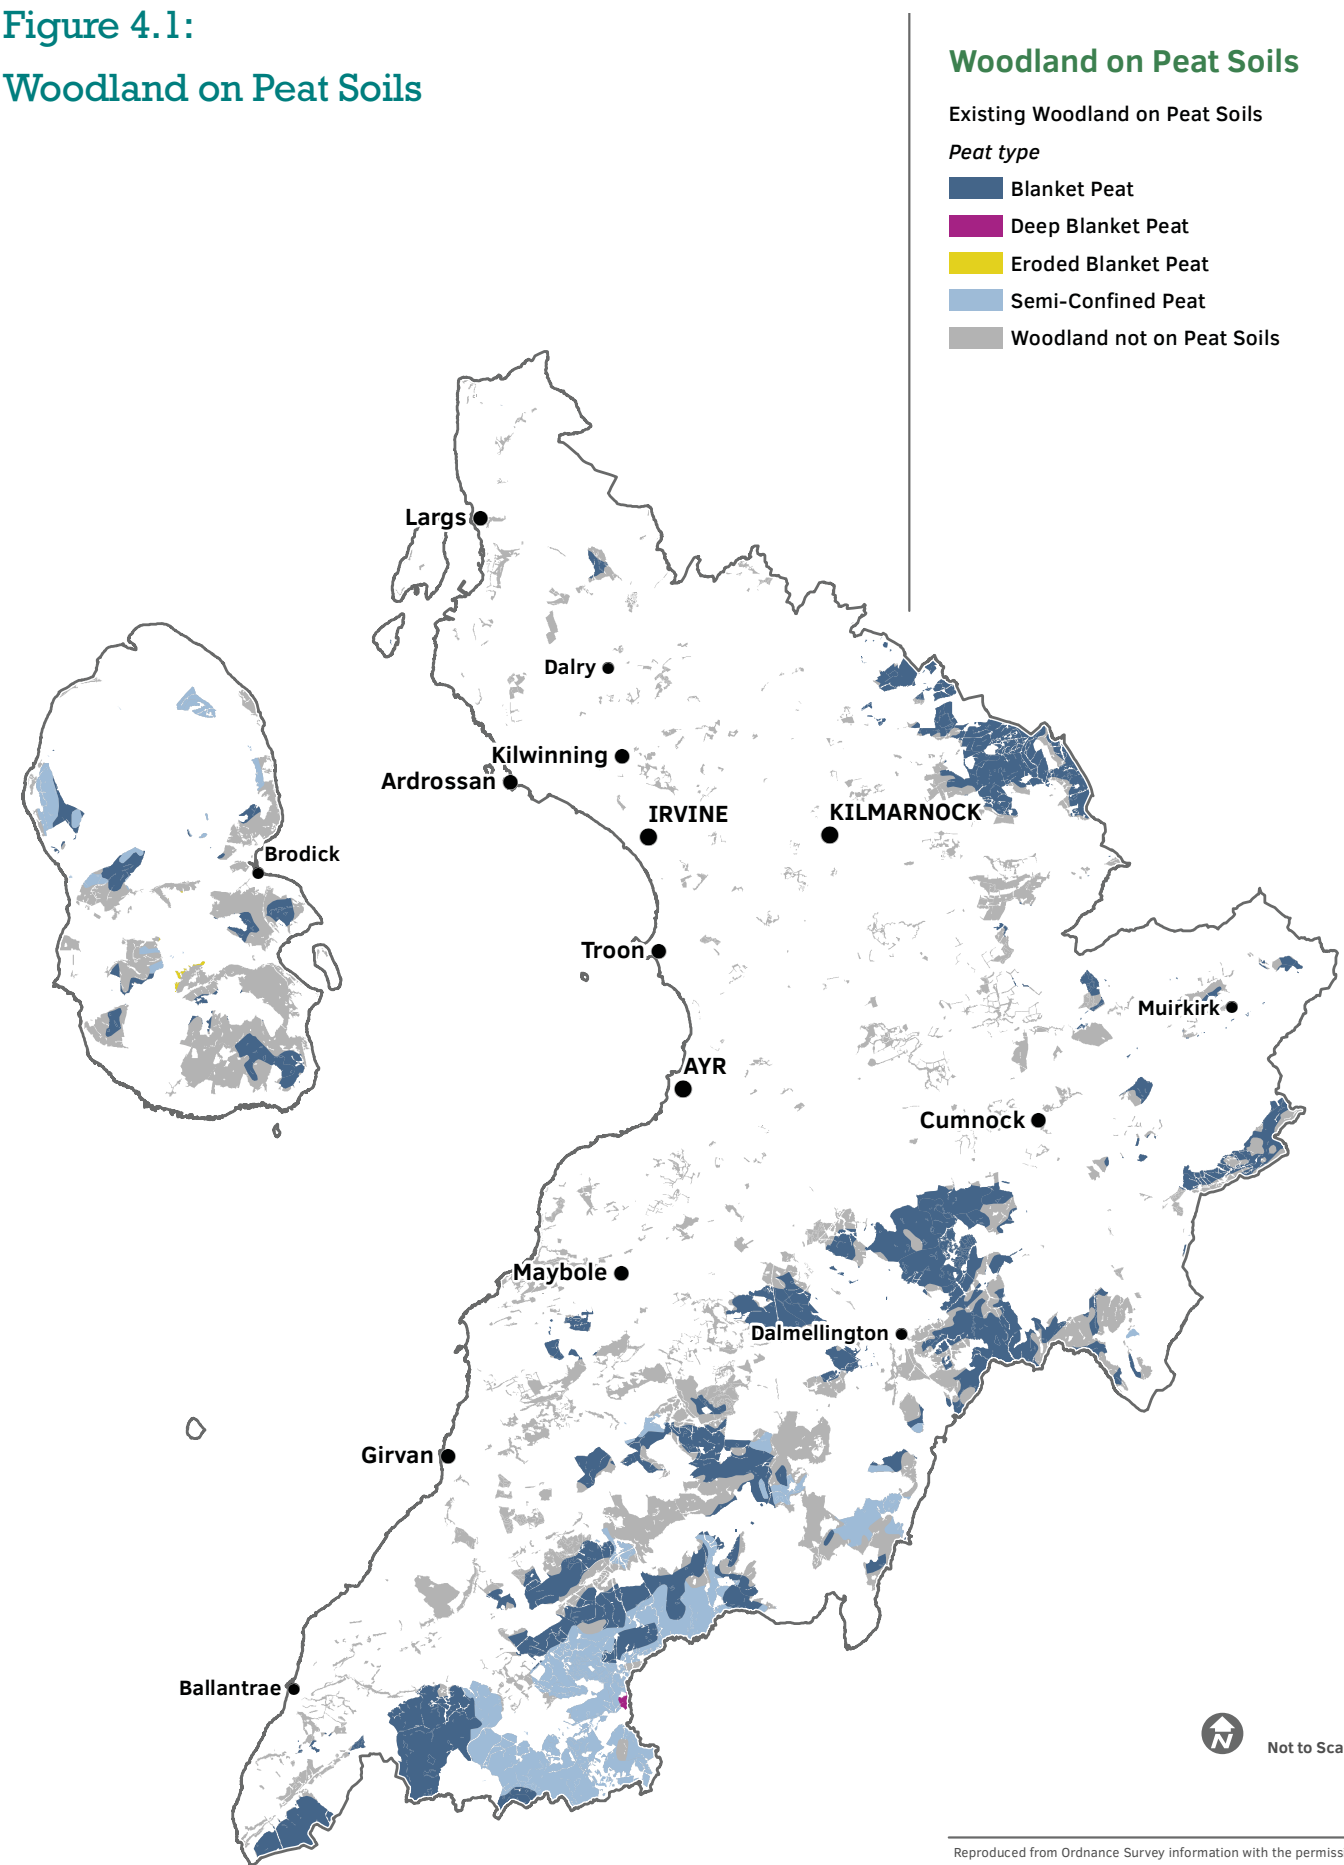 Figure 4.1:
Woodland on Peat Soils
Woodland on Peat Soils
Existing Woodland on Peat Soils
Peat type
Blanket Peat
Deep Blanket Peat
Eroded Blanket Peat
Semi-Confined Peat
Woodland not on Peat Soils
Largs
Dalry
Kilwinning
Ardrossan
IRVINE
KILMARNOCK
Brodick
Troon
Muirkirk
AYR
Cumnock
Maybole
Dalmellington
Girvan
Ballantrae
N
Not to Sca
Reproduced from Ordnance Survey information with the permiss